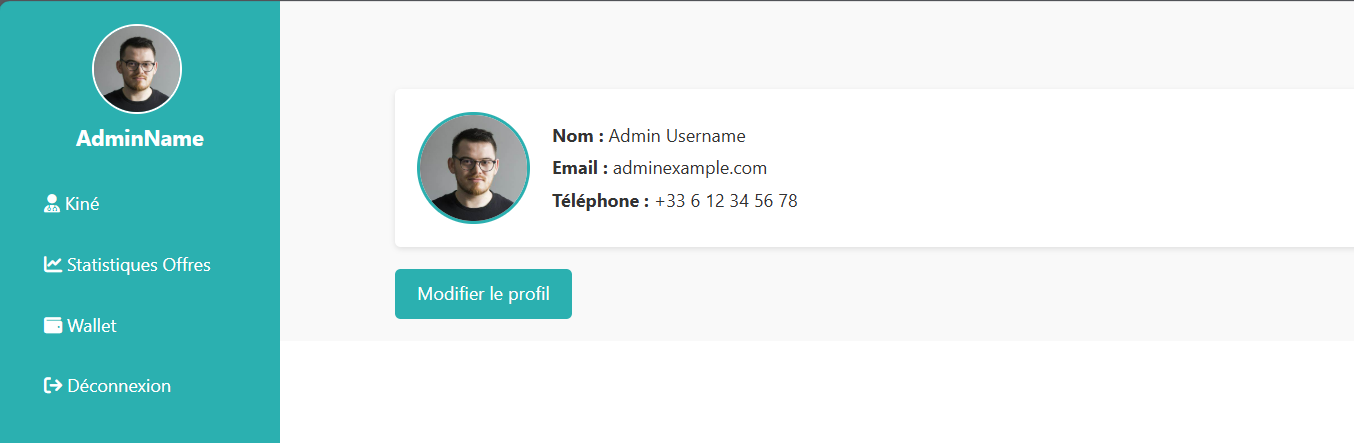 AdminName
Kiné
Statistiques Offres
Wallet
Déconnexion
Nom : Admin Username
Email : adminexample.com
Téléphone : +33 6 12 34 56 78
Modifier le profil